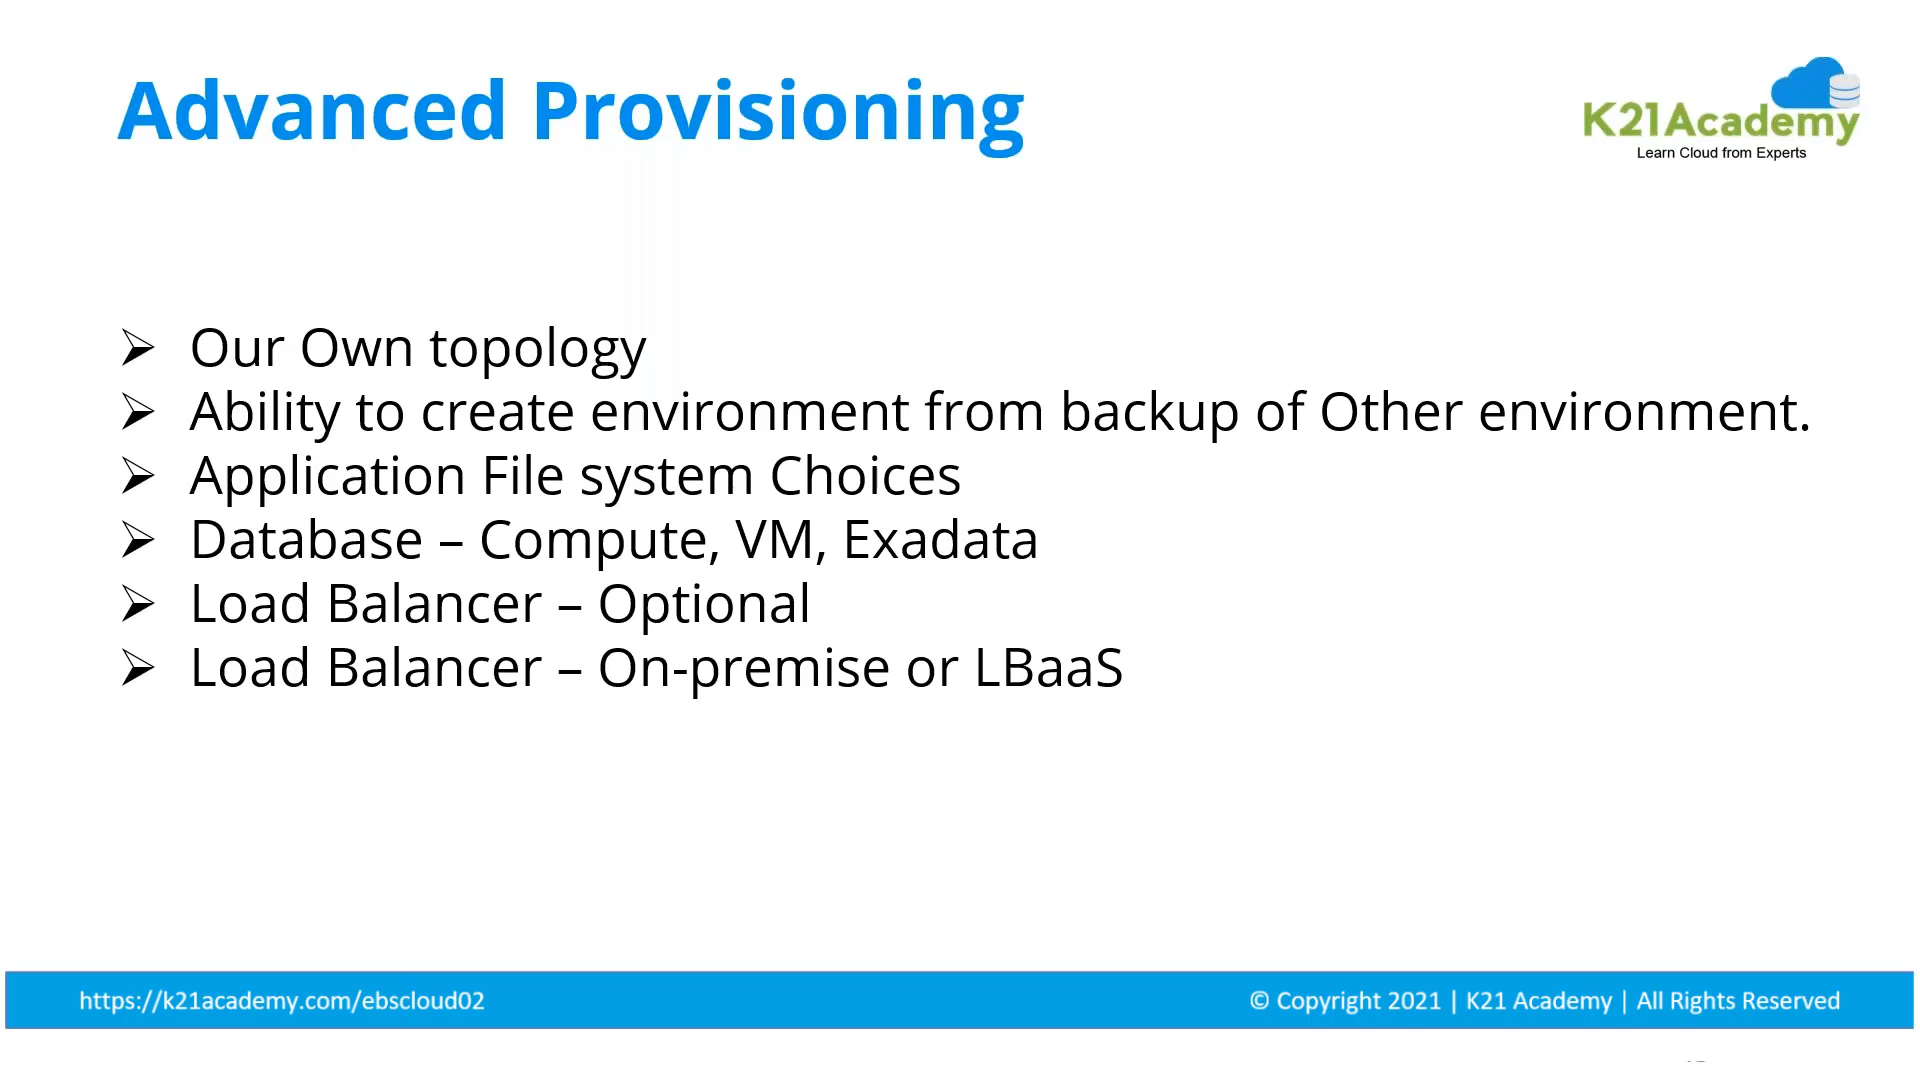 Advanced Provisioning
K21Academy
Learn Cloud from Experts
➢ Our Own topology
➢ Ability to create environment from backup of Other environment.
➢ Application File system Choices
➢ Database – Compute, VM, Exadata
➢ Load Balancer – Optional
➢ Load Balancer – On-premise or LBaaS
https://k21academy.com/ebscloud02
© Copyright 2021 | K21 Academy | All Rights Reserved